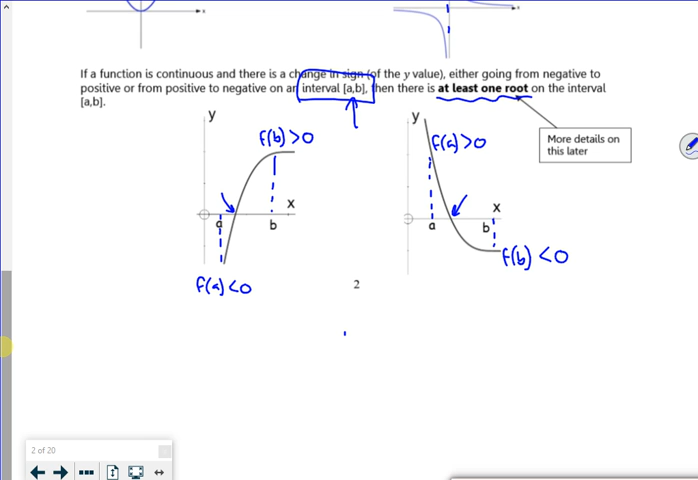 x
x
If a function is continuous and there is a change in sign (of the y value), either going from negative to
positive or from positive to negative on an interval [a,b], then there is at least one root on the interval
[a,b].
More details on
this later
y
f(b) >0
x
a
b
f(a) <0
y
f(a) >0
x
a
b
f(b) <0
2
2 of 20